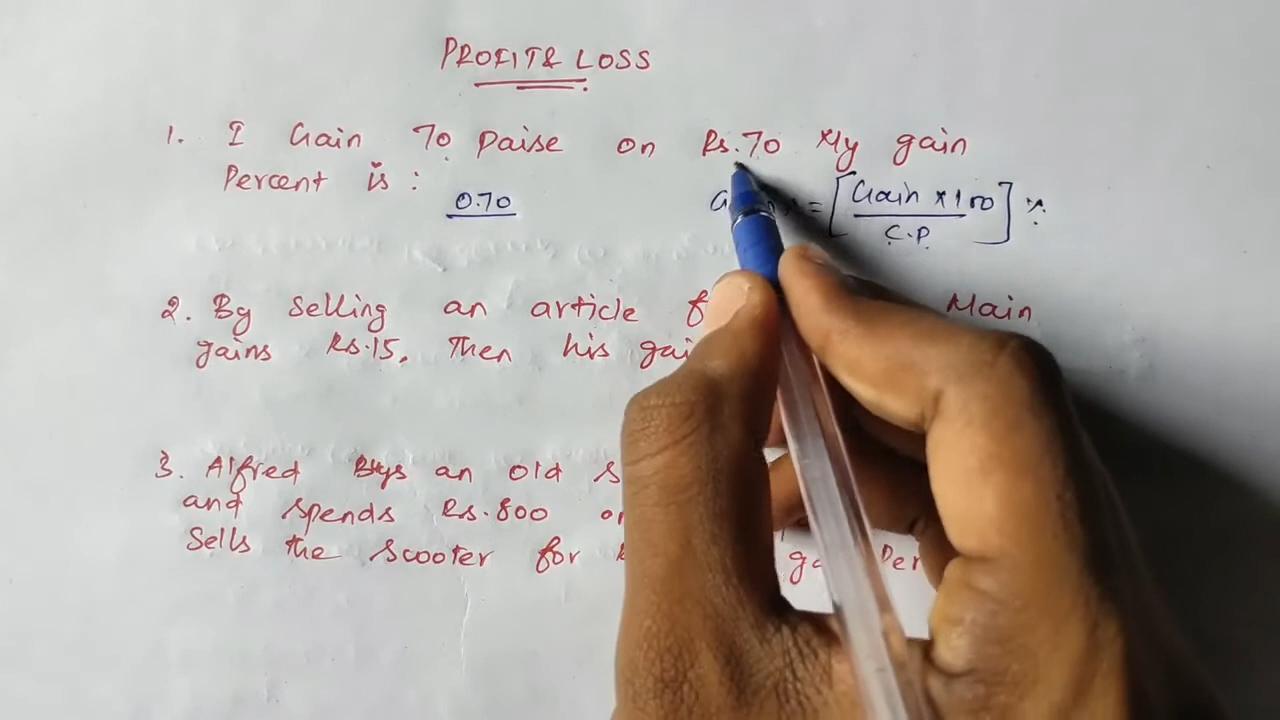 PROFIT & LOSS
1. I Gain 70 Paise on Rs.70 My gain
Percent is :
0.70
= [Gain × 100 / C.P] %
2. By Selling an article Main
gains Rs.15. Then his
3. Alfred Buys an old
and spends Rs.800
Sells the Scooter for